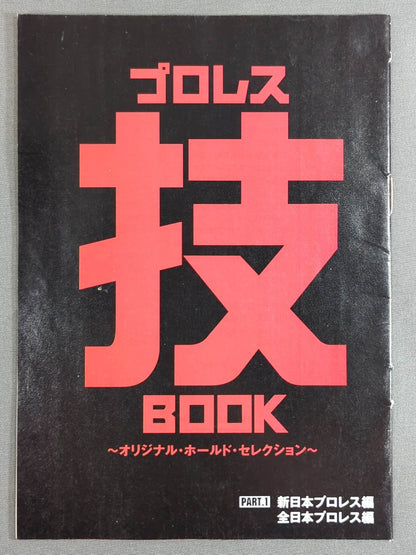 プロレス
技
BOOK
〜オリジナル・ホールド・セレクション〜
PART.1 新日本プロレス編
全日本プロレス編